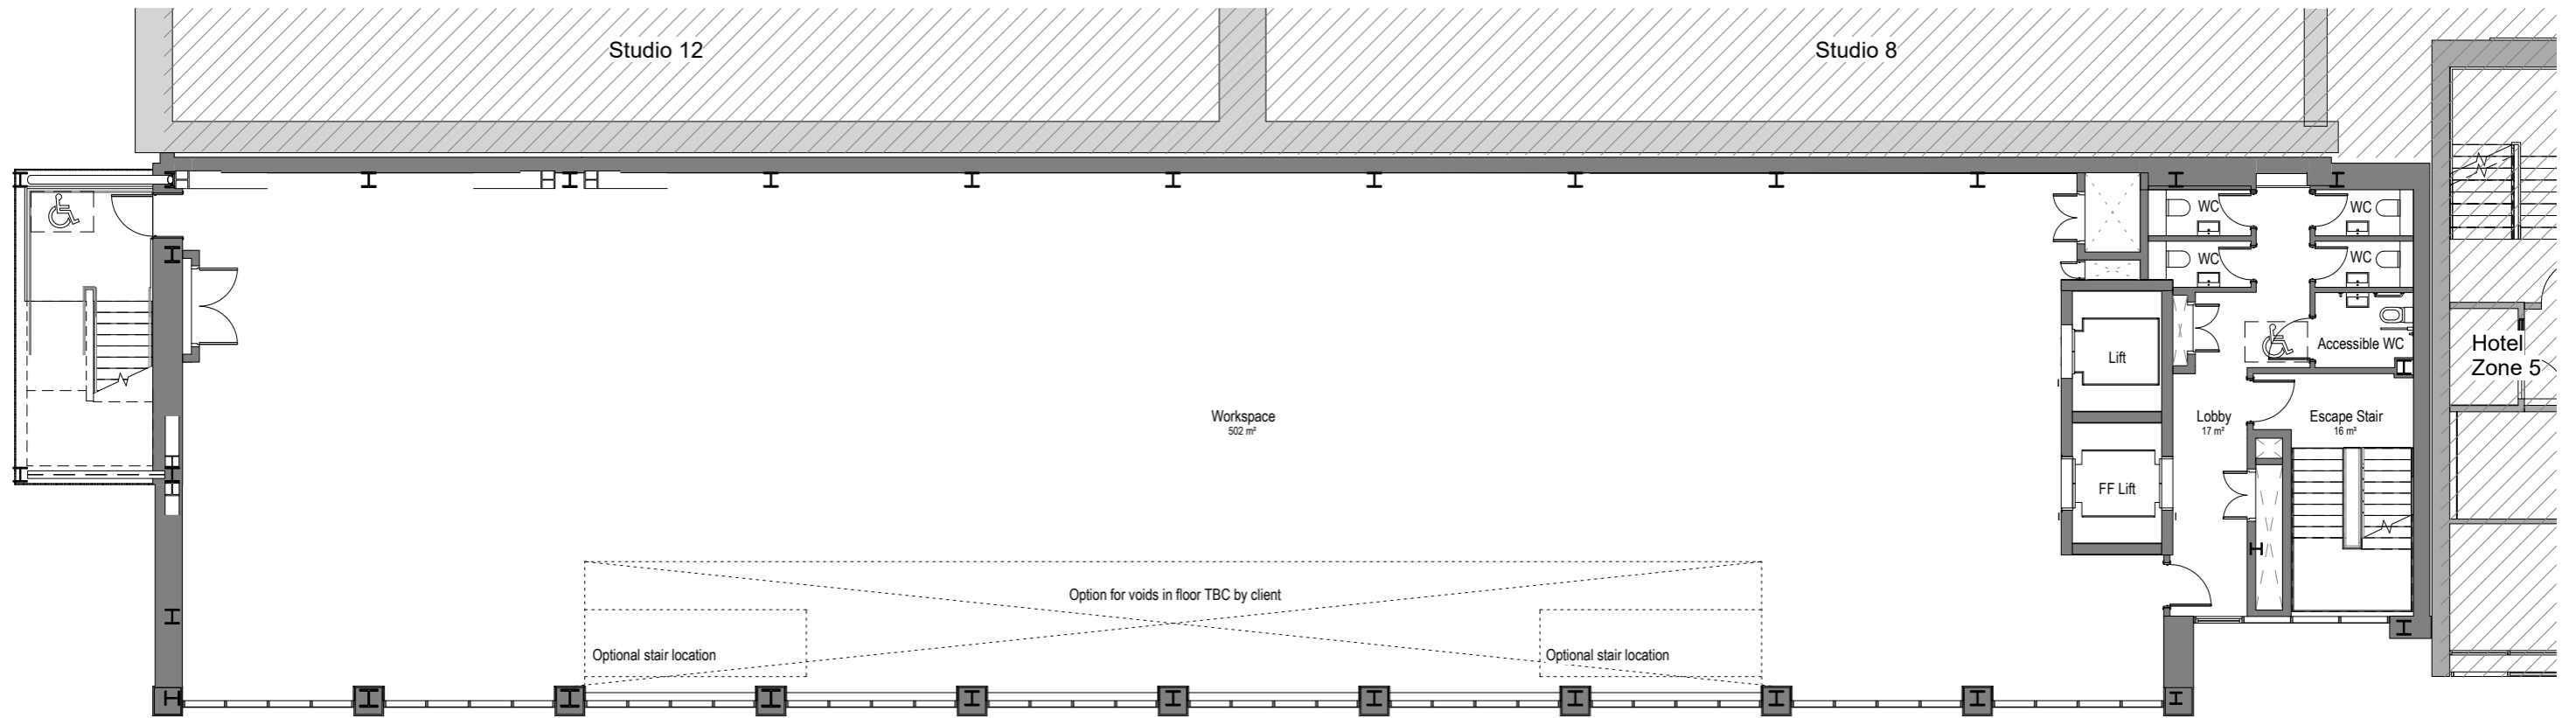 Studio 12
Studio 8
WC
WC
WC
WC
Lift
Accessible WC
Hotel
Zone 5
Workspace
502 m²
Lobby
17 m²
Escape Stair
16 m²
FF Lift
Option for voids in floor TBC by client
Optional stair location
Optional stair location